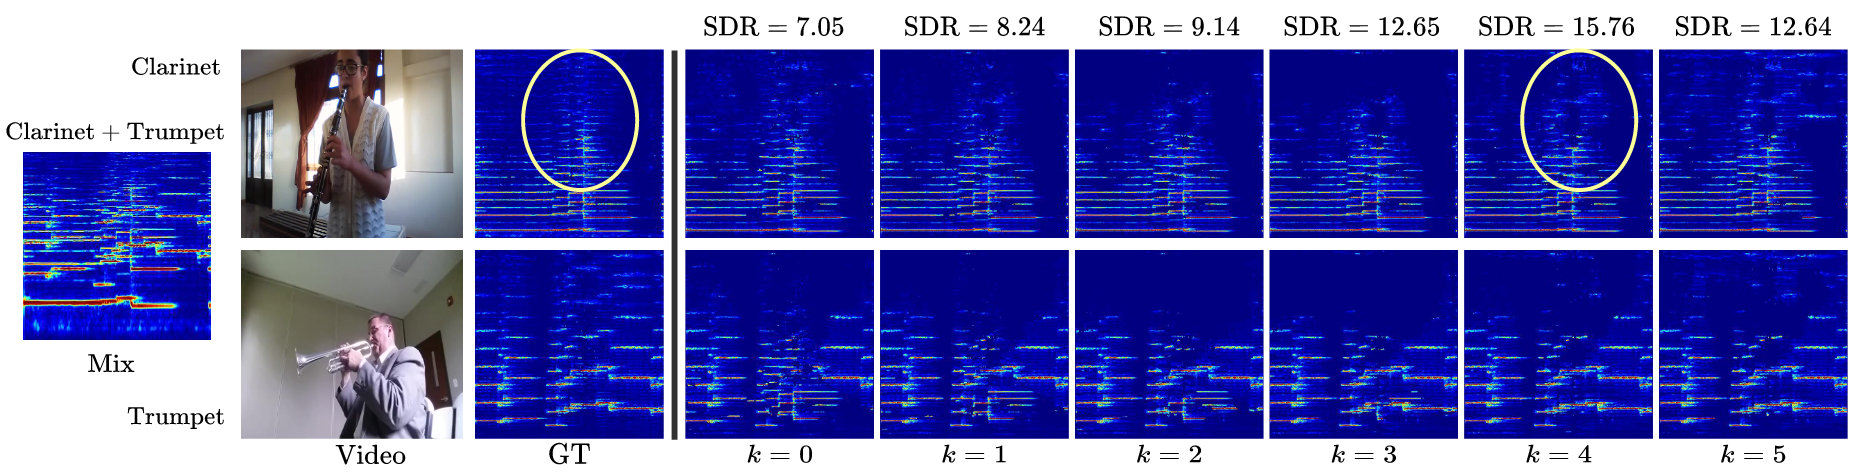 SDR = 7.05 SDR = 8.24 SDR = 9.14 SDR = 12.65 SDR = 15.76 SDR = 12.64
Clarinet
Clarinet + Trumpet
Mix
Trumpet
Video GT k = 0 k = 1 k = 2 k = 3 k = 4 k = 5